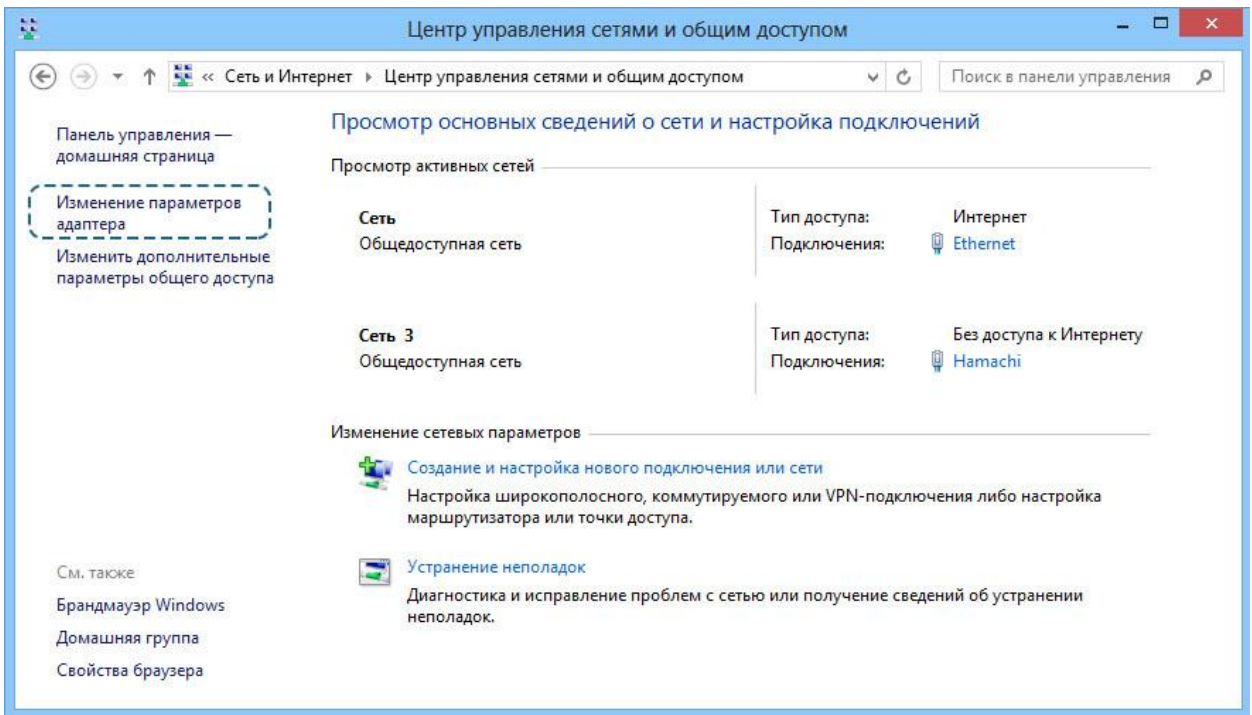 Центр управления сетями и общим доступом
« Сеть и Интернет ▸ Центр управления сетями и общим доступом
Поиск в панели управления
Панель управления —
домашняя страница
Изменение параметров
адаптера
Изменить дополнительные
параметры общего доступа
Просмотр основных сведений о сети и настройка подключений
Просмотр активных сетей
Сеть
Общедоступная сеть
Тип доступа: Интернет
Подключения: Ethernet
Сеть 3
Общедоступная сеть
Тип доступа: Без доступа к Интернету
Подключения: Hamachi
Изменение сетевых параметров
Создание и настройка нового подключения или сети
Настройка широкополосного, коммутируемого или VPN-подключения либо настройка
маршрутизатора или точки доступа.
Устранение неполадок
Диагностика и исправление проблем с сетью или получение сведений об устранении
неполадок.
См. также
Брандмауэр Windows
Домашняя группа
Свойства браузера